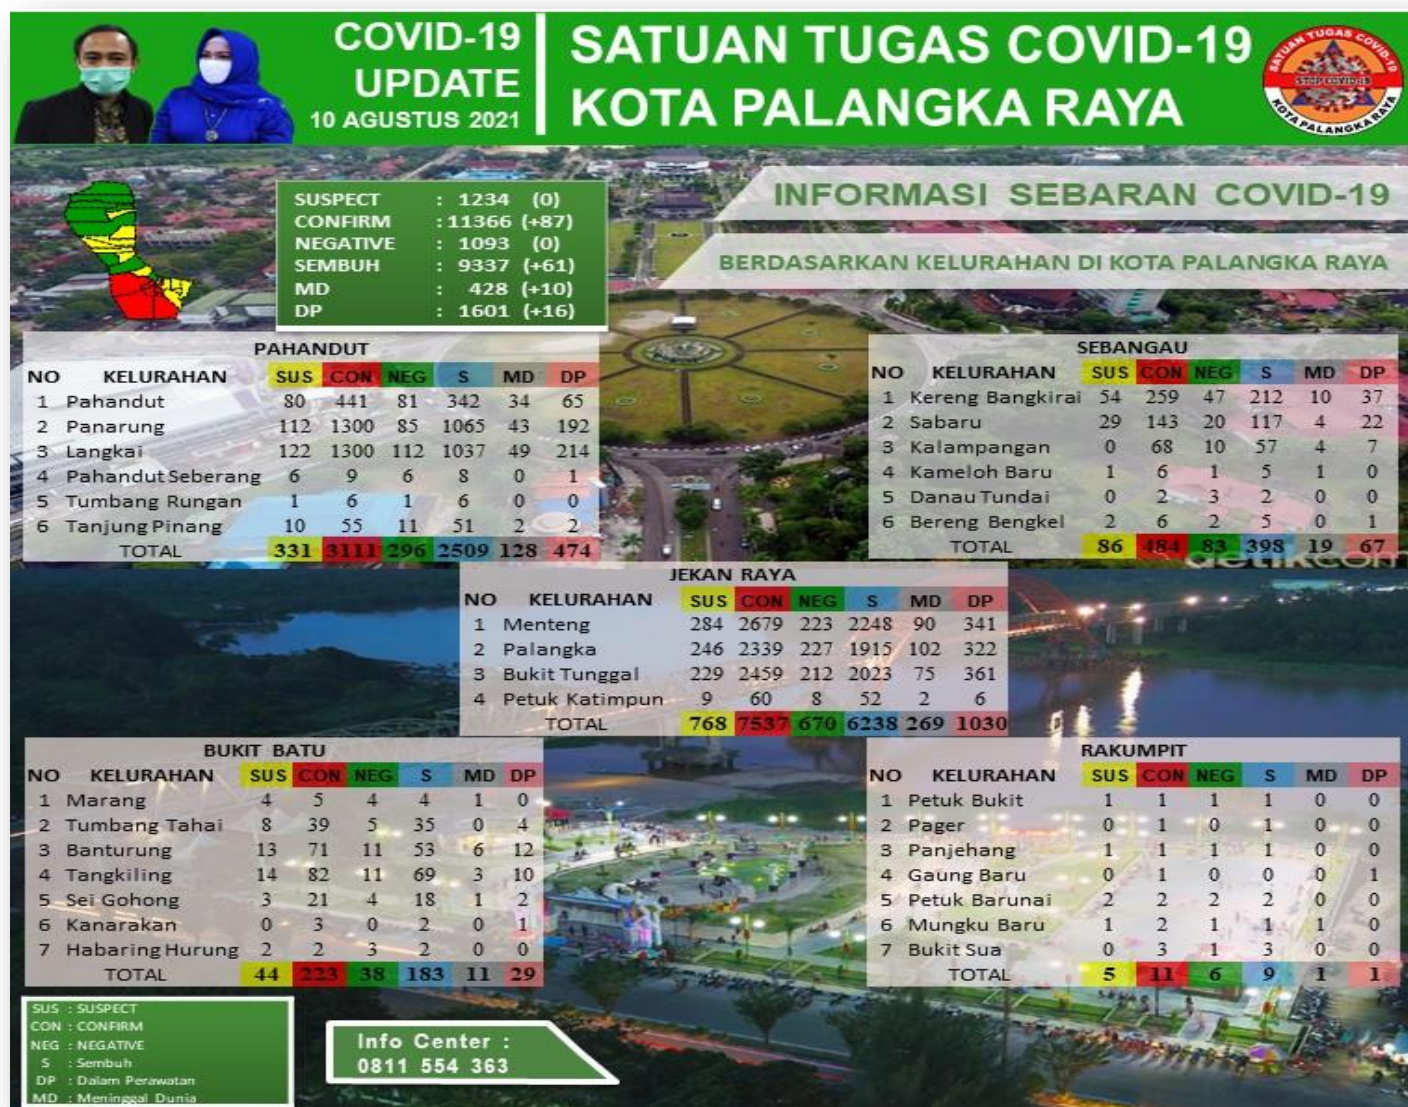 COVID-19
UPDATE
10 AGUSTUS 2021
SATUAN TUGAS COVID-19
KOTA PALANGKA RAYA
SATUAN TUGAS COVID-19
STOP COVID-19
KOTA PALANGKA RAYA
SUSPECT : 1234 (0)
CONFIRM : 11366 (+87)
NEGATIVE : 1093 (0)
SEMBUH : 9337 (+61)
MD : 428 (+10)
DP : 1601 (+16)
INFORMASI SEBARAN COVID-19
BERDASARKAN KELURAHAN DI KOTA PALANGKA RAYA
PAHANDUT
NO KELURAHAN SUS CON NEG S MD DP
1 Pahandut 80 441 81 342 34 65
2 Panarung 112 1300 85 1065 43 192
3 Langkai 122 1300 112 1037 49 214
4 Pahandut Seberang 6 9 6 8 0 1
5 Tumbang Rungan 1 6 1 6 0 0
6 Tanjung Pinang 10 55 11 51 2 2
TOTAL 331 3111 296 2509 128 474
SEBANGAU
NO KELURAHAN SUS CON NEG S MD DP
1 Kereng Bangkirai 54 259 47 212 10 37
2 Sabaru 29 143 20 117 4 22
3 Kalampangan 0 68 10 57 4 7
4 Kameloh Baru 1 6 1 5 1 0
5 Danau Tundai 0 2 3 2 0 0
6 Bereng Bengkel 2 6 2 5 0 1
TOTAL 86 484 83 398 19 67
JEKAN RAYA
NO KELURAHAN SUS CON NEG S MD DP
1 Menteng 284 2679 223 2248 90 341
2 Palangka 246 2339 227 1915 102 322
3 Bukit Tunggal 229 2459 212 2023 75 361
4 Petuk Katimpun 9 60 8 52 2 6
TOTAL 768 7537 670 6238 269 1030
BUKIT BATU
NO KELURAHAN SUS CON NEG S MD DP
1 Marang 4 5 4 4 1 0
2 Tumbang Tahai 8 39 5 35 0 4
3 Banturung 13 71 11 53 6 12
4 Tangkiling 14 82 11 69 3 10
5 Sei Gohong 3 21 4 18 1 2
6 Kanarakan 0 3 0 2 0 1
7 Habaring Hurung 2 2 3 2 0 0
TOTAL 44 223 38 183 11 29
RAKUMPIT
NO KELURAHAN SUS CON NEG S MD DP
1 Petuk Bukit 1 1 1 1 0 0
2 Pager 0 1 0 1 0 0
3 Panjehang 1 1 1 1 0 0
4 Gaung Baru 0 1 0 0 0 1
5 Petuk Barunai 2 2 2 2 0 0
6 Mungku Baru 1 2 1 1 1 0
7 Bukit Sua 0 3 1 3 0 0
TOTAL 5 11 6 9 1 1
SUS : SUSPECT
CON : CONFIRM
NEG : NEGATIVE
S : Sembuh
DP : Dalam Perawatan
MD : Meninggal Dunia
Info Center :
0811 554 363